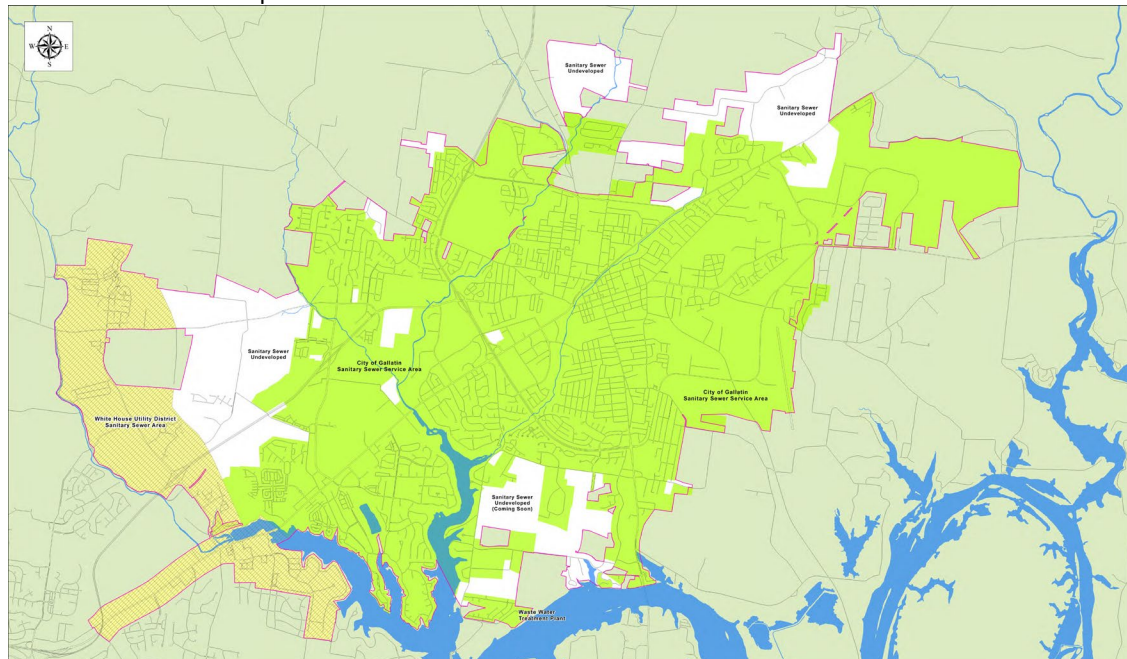 N
W E
S
Sanitary Sewer
Undeveloped
Sanitary Sewer
Undeveloped
Sanitary Sewer
Undeveloped
City of Gallatin
Sanitary Sewer Service Area
City of Gallatin
Sanitary Sewer Service Area
White House Utility District
Sanitary Sewer Area
Sanitary Sewer
Undeveloped
(Coming Soon)
Waste Water
Treatment Plant